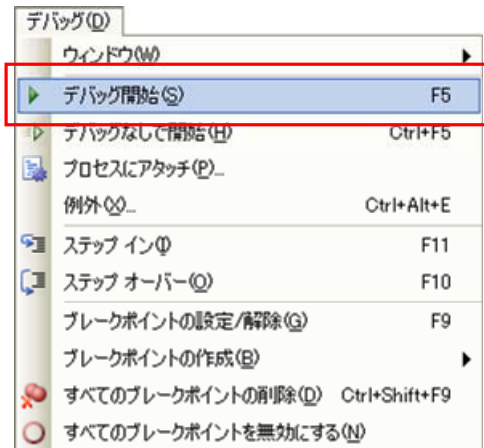 デバッグ(D)
ウィンドウ(W)
デバッグ開始(S) F5
デバッグなしで開始(H) Ctrl+F5
プロセスにアタッチ(P)...
例外(X)... Ctrl+Alt+E
ステップ イン(I) F11
ステップ オーバー(O) F10
ブレークポイントの設定/解除(G) F9
ブレークポイントの作成(B)
すべてのブレークポイントの削除(D) Ctrl+Shift+F9
すべてのブレークポイントを無効にする(N)